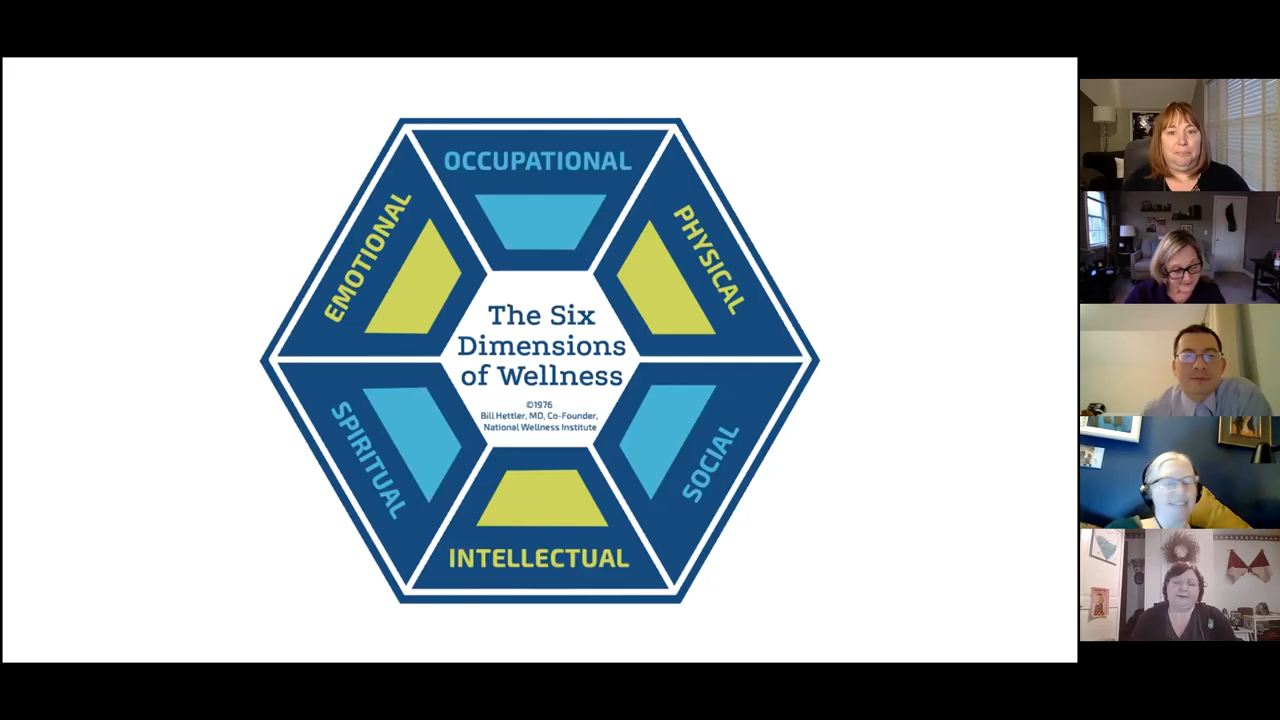 OCCUPATIONAL
EMOTIONAL
PHYSICAL
The Six
Dimensions
of Wellness
©1976
Bill Hettler, MD, Co-Founder,
National Wellness Institute
SPIRITUAL
SOCIAL
INTELLECTUAL